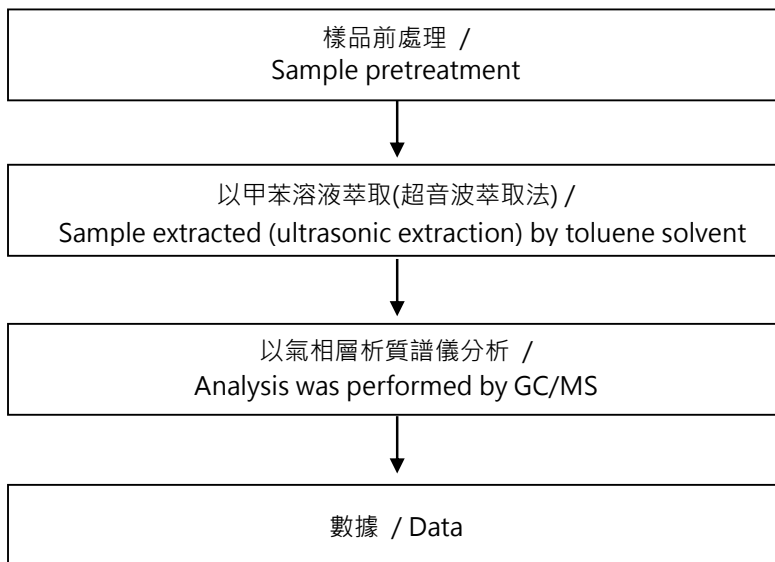 樣品前處理 /
Sample pretreatment
以甲苯溶液萃取(超音波萃取法) /
Sample extracted (ultrasonic extraction) by toluene solvent
以氣相層析質譜儀分析 /
Analysis was performed by GC/MS
數據 / Data